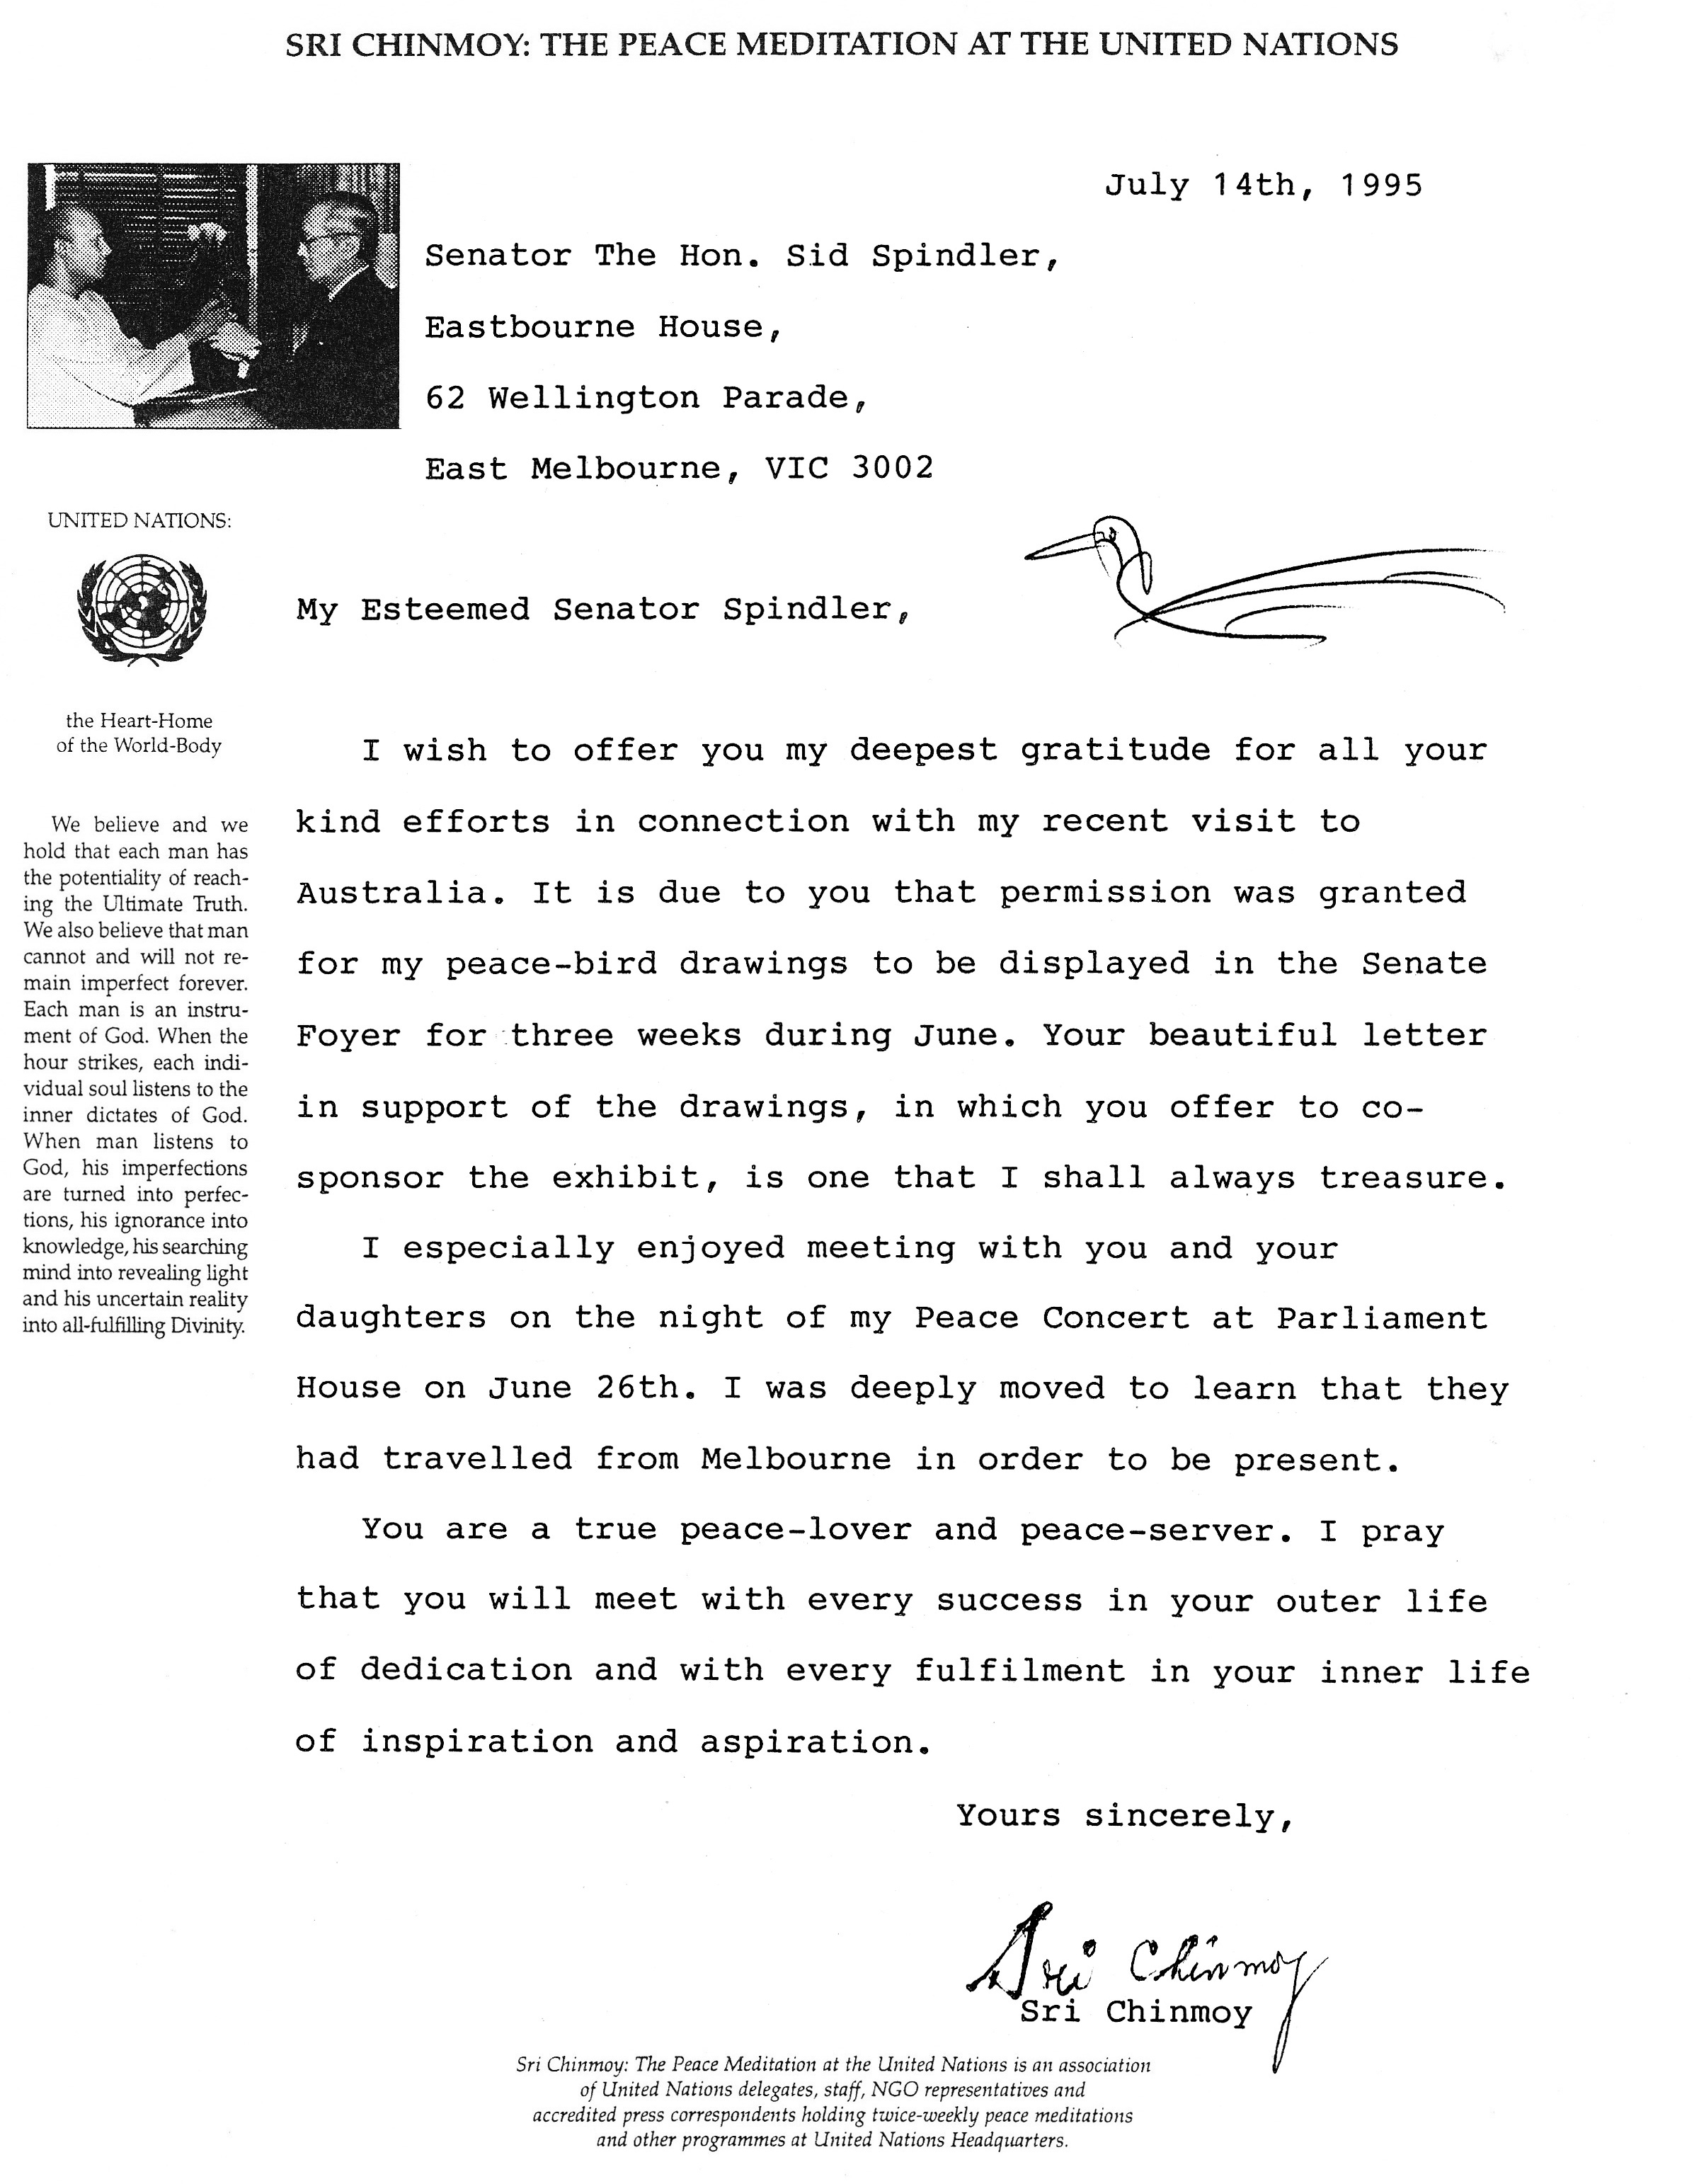 SRI CHINMOY: THE PEACE MEDITATION AT THE UNITED NATIONS
July 14th, 1995
Senator The Hon. Sid Spindler,
Eastbourne House,
62 Wellington Parade,
East Melbourne, VIC 3002
UNITED NATIONS:
the Heart-Home
of the World-Body
We believe and we
hold that each man has
the potentiality of reach-
ing the Ultimate Truth.
We also believe that man
cannot and will not re-
main imperfect forever.
Each man is an instru-
ment of God. When the
hour strikes, each indi-
vidual soul listens to the
inner dictates of God.
When man listens to
God, his imperfections
are turned into perfec-
tions, his ignorance into
knowledge, his searching
mind into revealing light
and his uncertain reality
into all-fulfilling Divinity.
My Esteemed Senator Spindler,
I wish to offer you my deepest gratitude for all your
kind efforts in connection with my recent visit to
Australia. It is due to you that permission was granted
for my peace-bird drawings to be displayed in the Senate
Foyer for three weeks during June. Your beautiful letter
in support of the drawings, in which you offer to co-
sponsor the exhibit, is one that I shall always treasure.
I especially enjoyed meeting with you and your
daughters on the night of my Peace Concert at Parliament
House on June 26th. I was deeply moved to learn that they
had travelled from Melbourne in order to be present.
You are a true peace-lover and peace-server. I pray
that you will meet with every success in your outer life
of dedication and with every fulfilment in your inner life
of inspiration and aspiration.
Yours sincerely,
Sri Chinmoy
Sri Chinmoy
Sri Chinmoy: The Peace Meditation at the United Nations is an association
of United Nations delegates, staff, NGO representatives and
accredited press correspondents holding twice-weekly peace meditations
and other programmes at United Nations Headquarters.